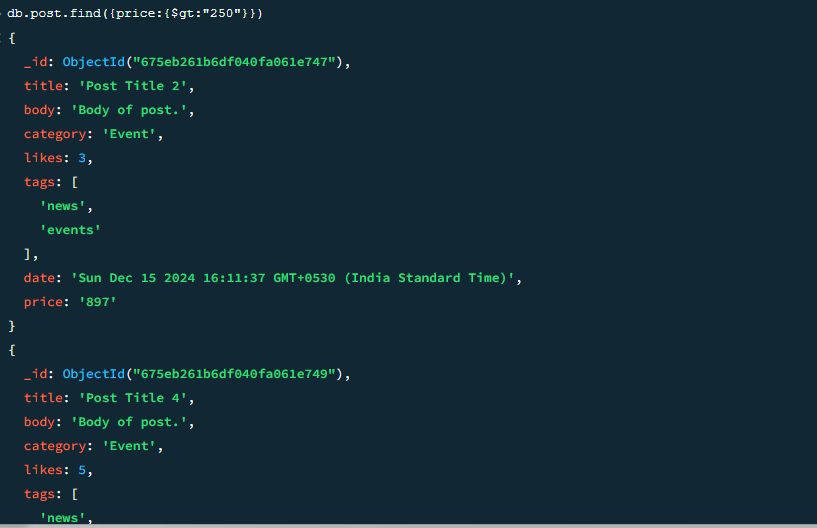 db.post.find({price:{$gt:"250"}})
{
_id: ObjectId("675eb261b6df040fa061e747"),
title: 'Post Title 2',
body: 'Body of post.',
category: 'Event',
likes: 3,
tags: [
'news',
'events'
],
date: 'Sun Dec 15 2024 16:11:37 GMT+0530 (India Standard Time)',
price: '897'
}
{
_id: ObjectId("675eb261b6df040fa061e749"),
title: 'Post Title 4',
body: 'Body of post.',
category: 'Event',
likes: 5,
tags: [
'news',